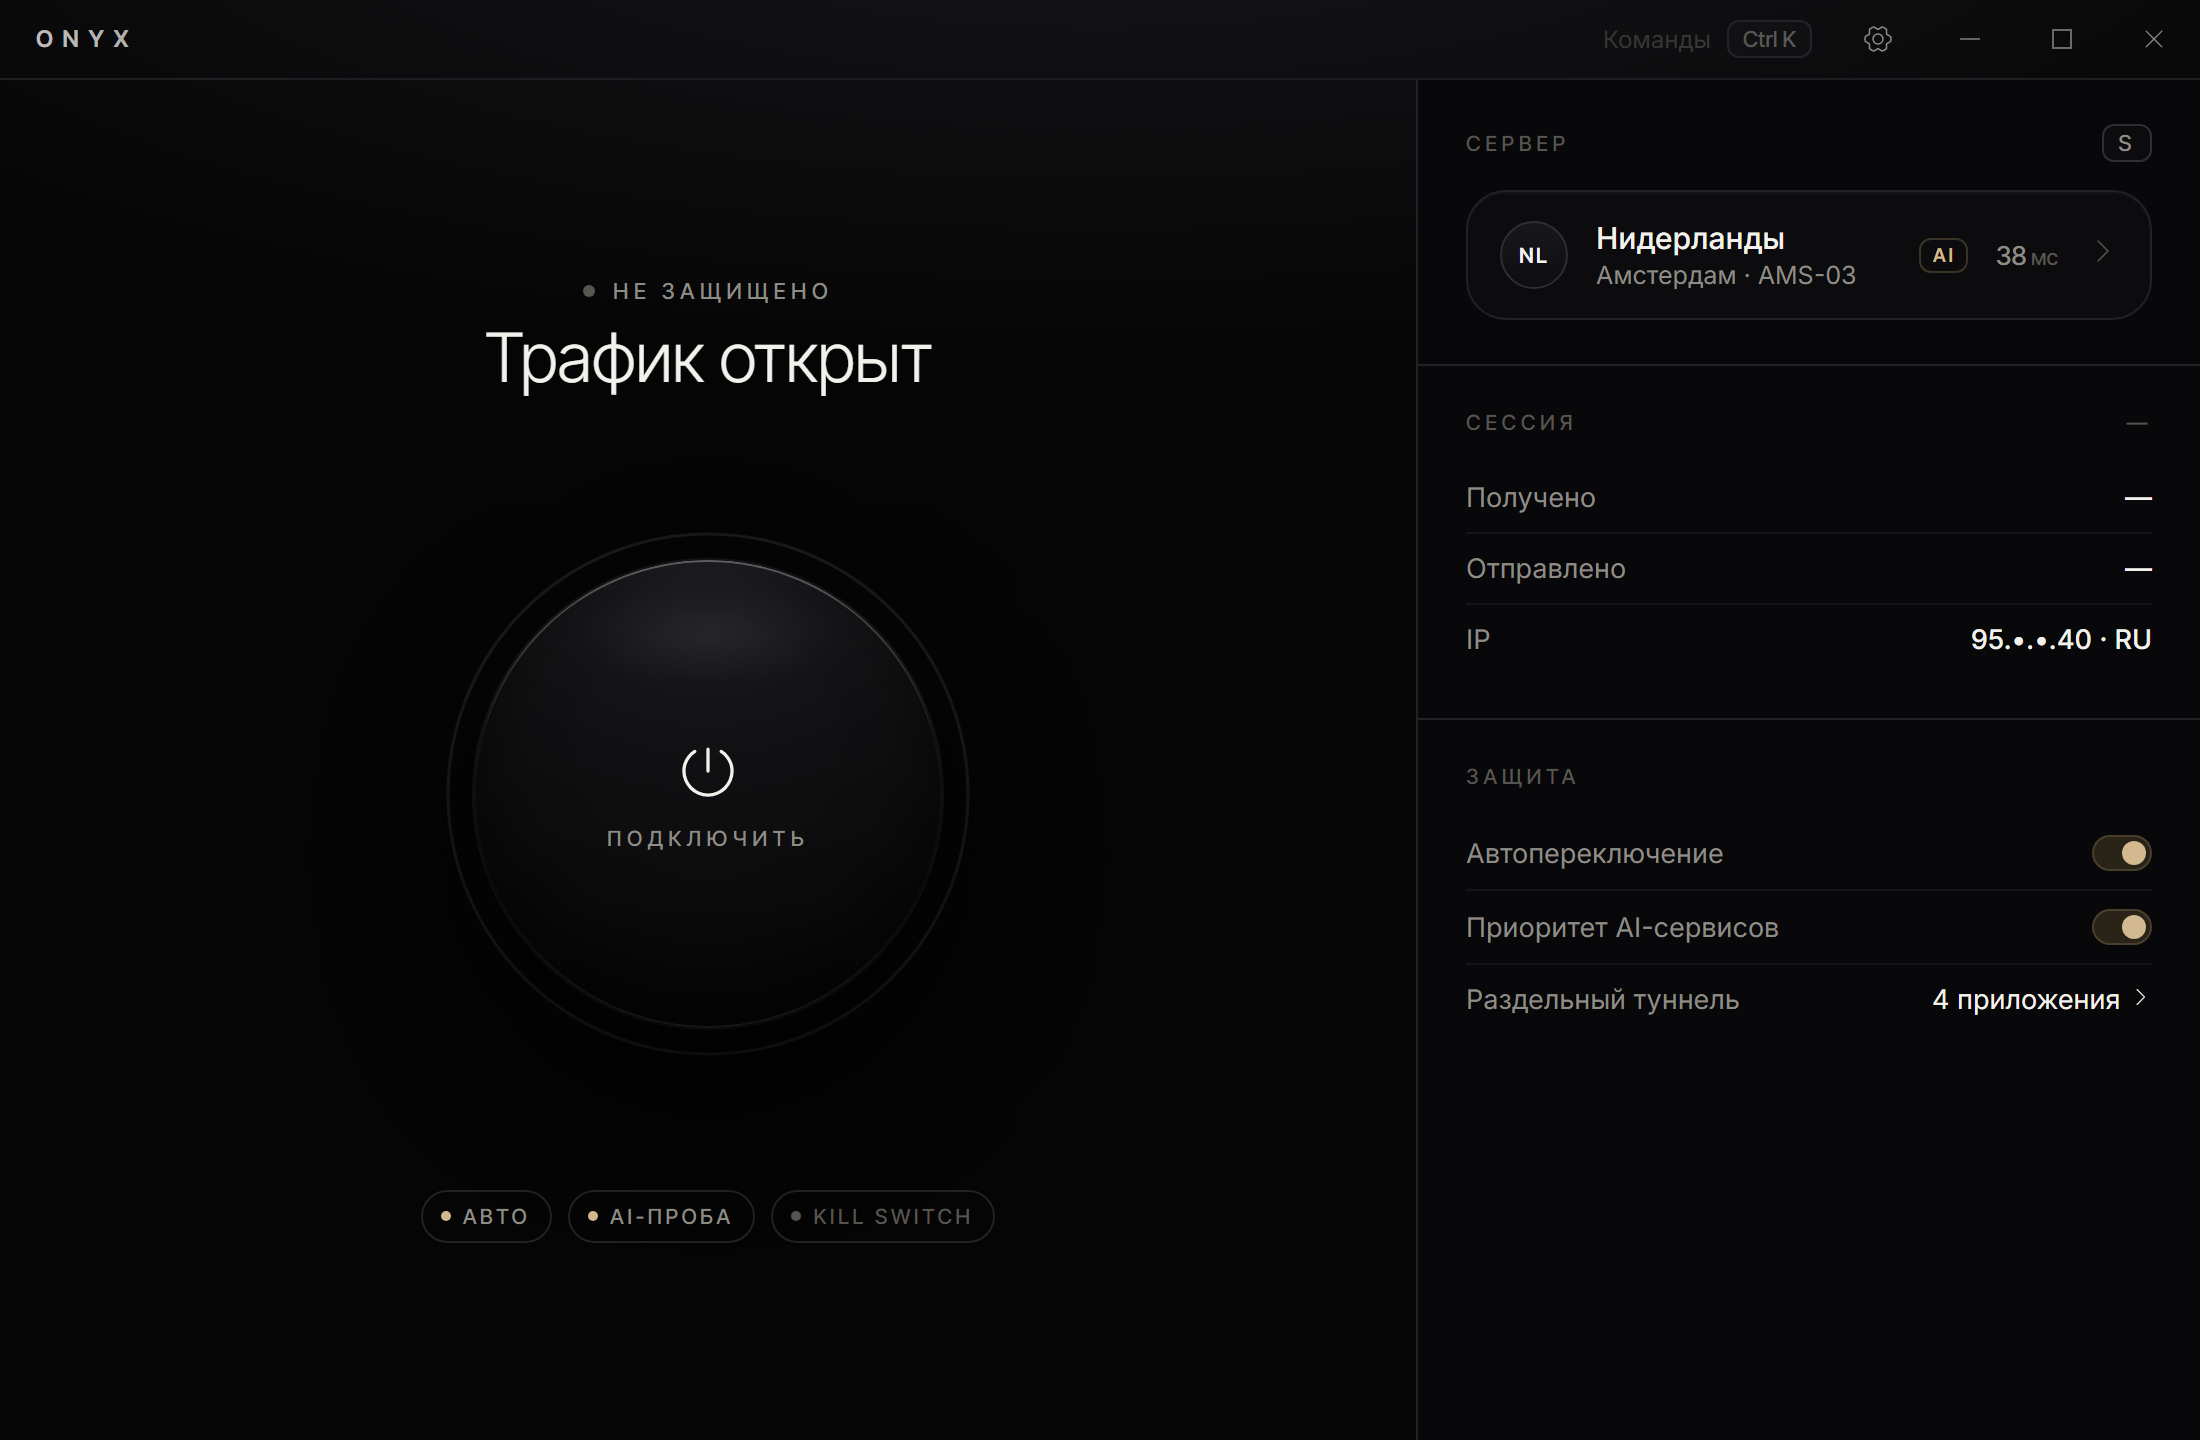 ONYX
Команды Ctrl K
НЕ ЗАЩИЩЕНО
Трафик открыт
ПОДКЛЮЧИТЬ
АВТО
AI-ПРОБА
KILL SWITCH
СЕРВЕР S
NL
Нидерланды
Амстердам · AMS-03
AI
38 мс
СЕССИЯ —
Получено —
Отправлено —
IP 95.•.•.40 · RU
ЗАЩИТА
Автопереключение
Приоритет AI-сервисов
Раздельный туннель 4 приложения